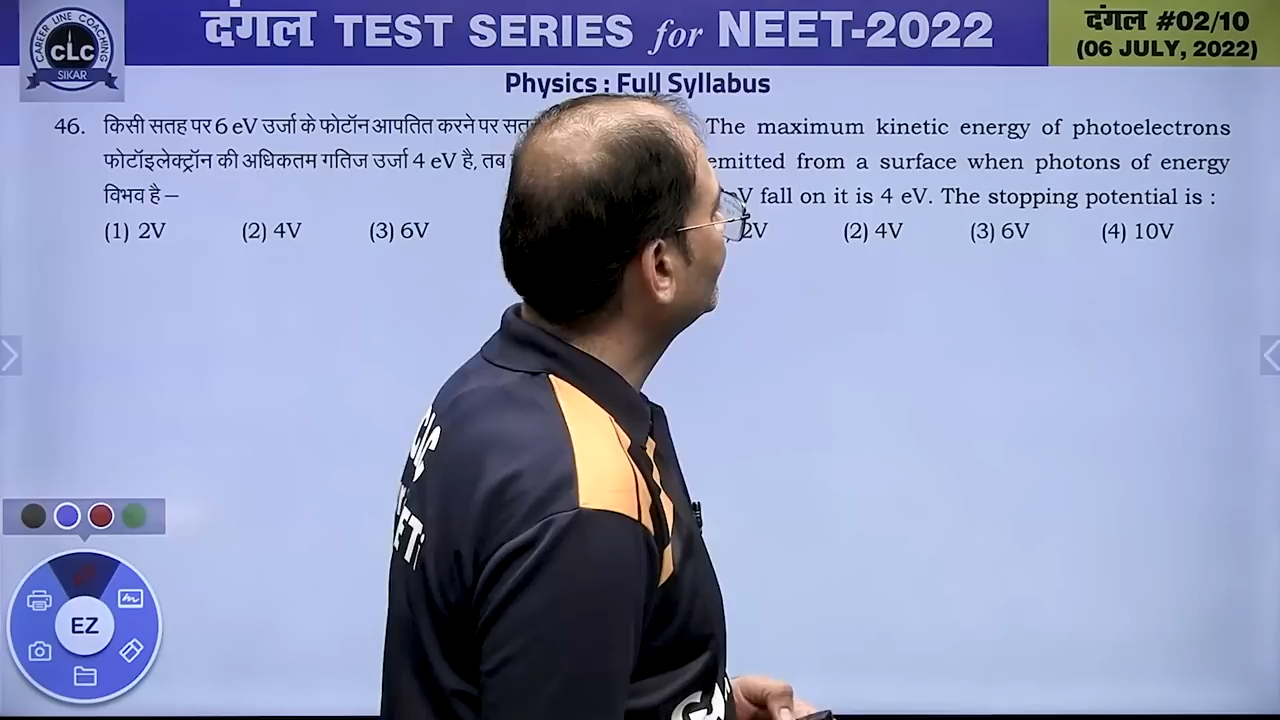 दंगल TEST SERIES for NEET-2022
दंगल #02/10
(06 JULY, 2022)
CAREER LINE COACHING
CLC
SIKAR
Physics : Full Syllabus
46. किसी सतह पर 6 eV उर्जा के फोटॉन आपतित करने पर
फोटॉइलेक्ट्रॉन की अधिकतम गतिज उर्जा 4 eV है, तब
विभव है –
(1) 2V (2) 4V (3) 6V
The maximum kinetic energy of photoelectrons
emitted from a surface when photons of energy
eV fall on it is 4 eV. The stopping potential is :
2V (2) 4V (3) 6V (4) 10V
CLC
EZ